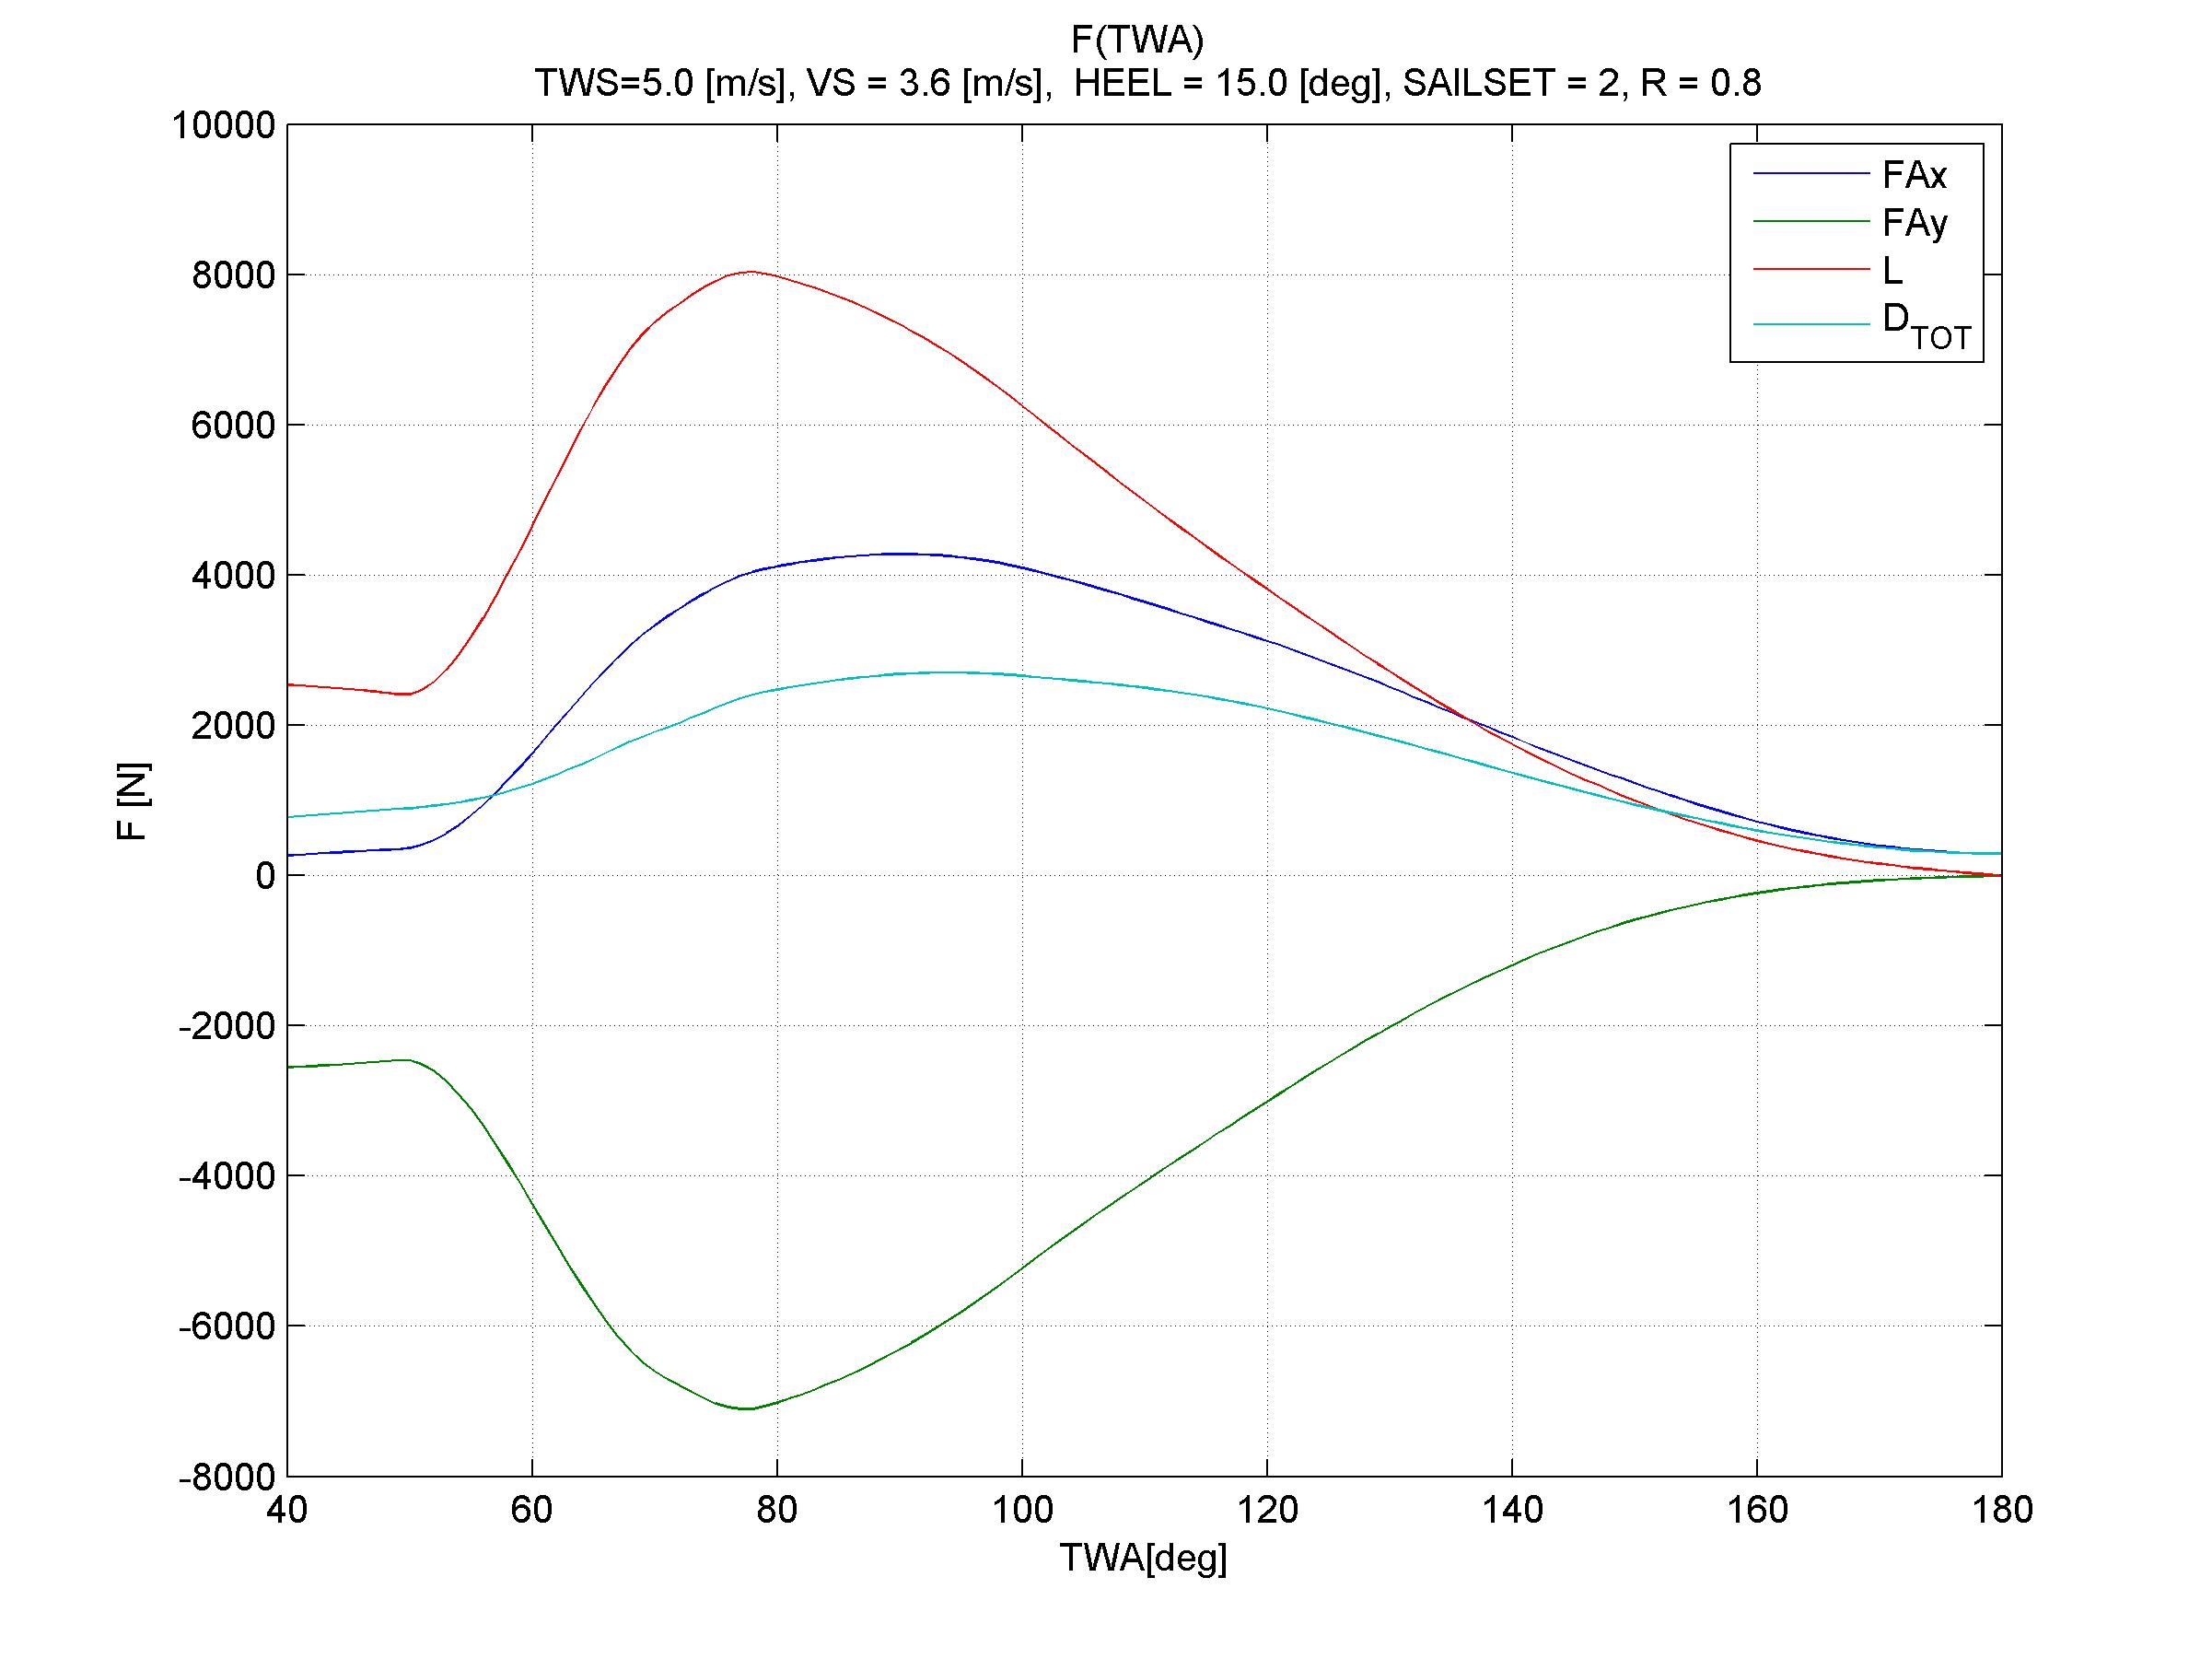 F(TWA)
TWS=5.0 [m/s], VS = 3.6 [m/s],  HEEL = 15.0 [deg], SAILSET = 2, R = 0.8
10000
8000
6000
4000
2000
0
-2000
-4000
-6000
-8000
F [N]
FAx
FAy
L
D_TOT
40 60 80 100 120 140 160 180
TWA[deg]